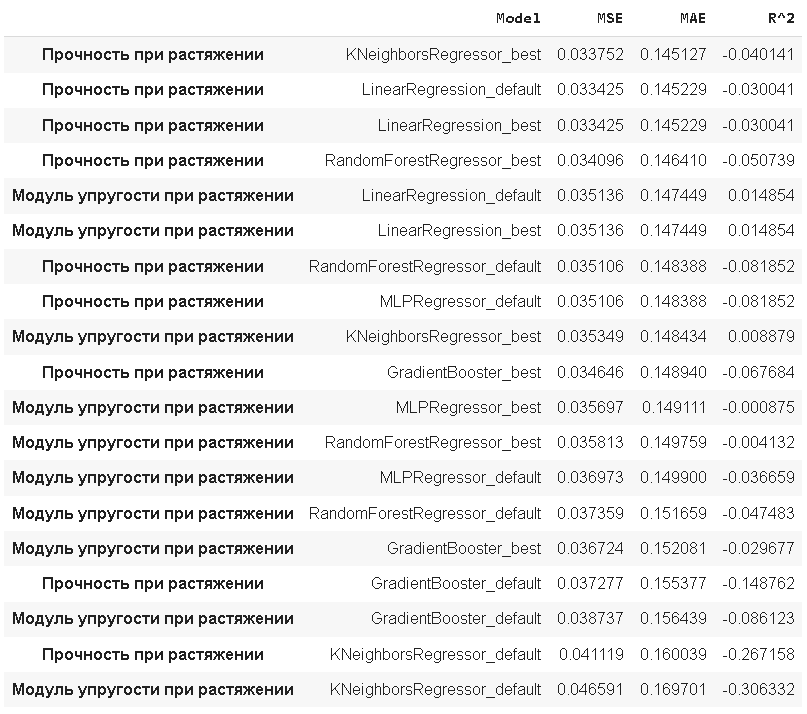 Model MSE MAE R^2
Прочность при растяжении KNeighborsRegressor_best 0.033752 0.145127 -0.040141
Прочность при растяжении LinearRegression_default 0.033425 0.145229 -0.030041
Прочность при растяжении LinearRegression_best 0.033425 0.145229 -0.030041
Прочность при растяжении RandomForestRegressor_best 0.034096 0.146410 -0.050739
Модуль упругости при растяжении LinearRegression_default 0.035136 0.147449 0.014854
Модуль упругости при растяжении LinearRegression_best 0.035136 0.147449 0.014854
Прочность при растяжении RandomForestRegressor_default 0.035106 0.148388 -0.081852
Прочность при растяжении MLPRegressor_default 0.035106 0.148388 -0.081852
Модуль упругости при растяжении KNeighborsRegressor_best 0.035349 0.148434 0.008879
Прочность при растяжении GradientBooster_best 0.034646 0.148940 -0.067684
Модуль упругости при растяжении MLPRegressor_best 0.035697 0.149111 -0.000875
Модуль упругости при растяжении RandomForestRegressor_best 0.035813 0.149759 -0.004132
Модуль упругости при растяжении MLPRegressor_default 0.036973 0.149900 -0.036659
Модуль упругости при растяжении RandomForestRegressor_default 0.037359 0.151659 -0.047483
Модуль упругости при растяжении GradientBooster_best 0.036724 0.152081 -0.029677
Прочность при растяжении GradientBooster_default 0.037277 0.155377 -0.148762
Модуль упругости при растяжении GradientBooster_default 0.038737 0.156439 -0.086123
Прочность при растяжении KNeighborsRegressor_default 0.041119 0.160039 -0.267158
Модуль упругости при растяжении KNeighborsRegressor_default 0.046591 0.169701 -0.306332